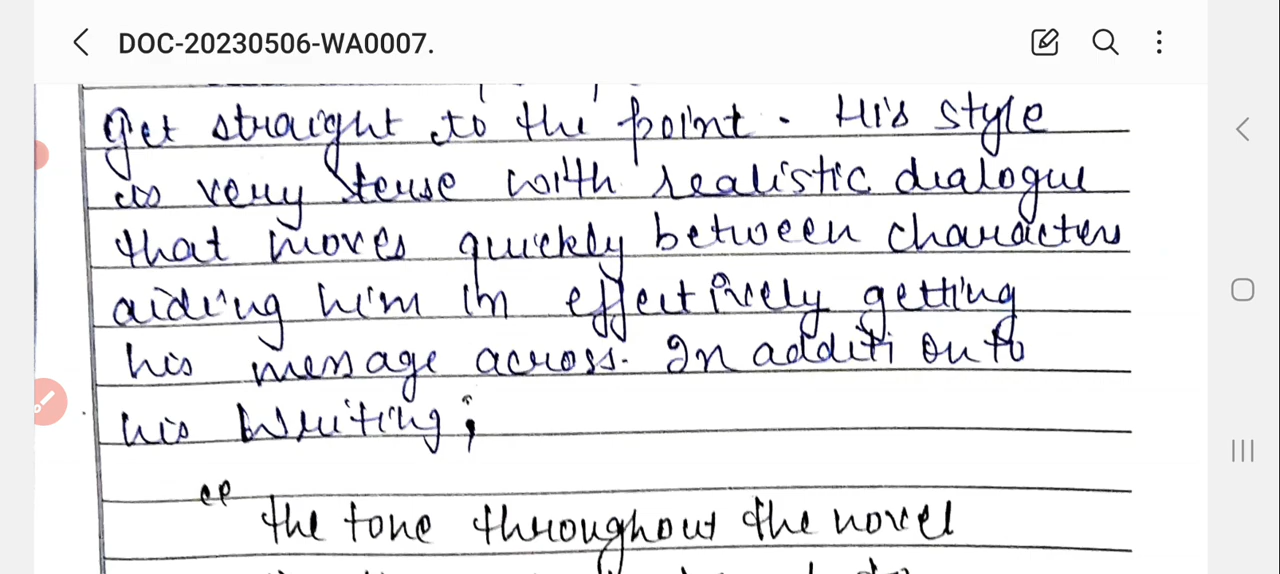 DOC-20230506-WA0007.
get straight to the point. His style
is very terse with realistic dialogue
that moves quickly between characters
aiding him in effectively getting
his message across. In addition to
his writing;
"the tone throughout the novel